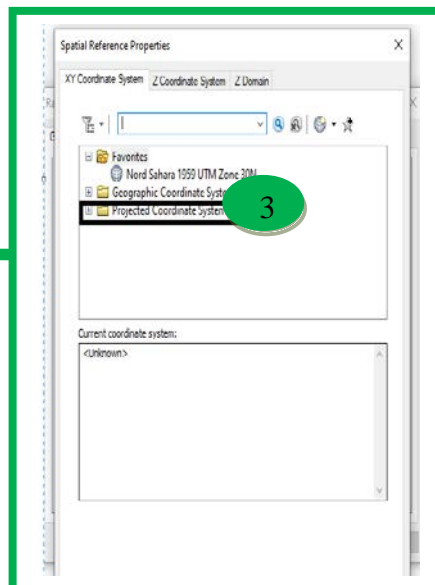 Spatial Reference Properties
XY Coordinate System Z Coordinate System Z Domain
Favorites
Nord Sahara 1959 UTM Zone 30N
Geographic Coordinate Syste
Projected Coordinate System
3
Current coordinate system:
<Unknown>